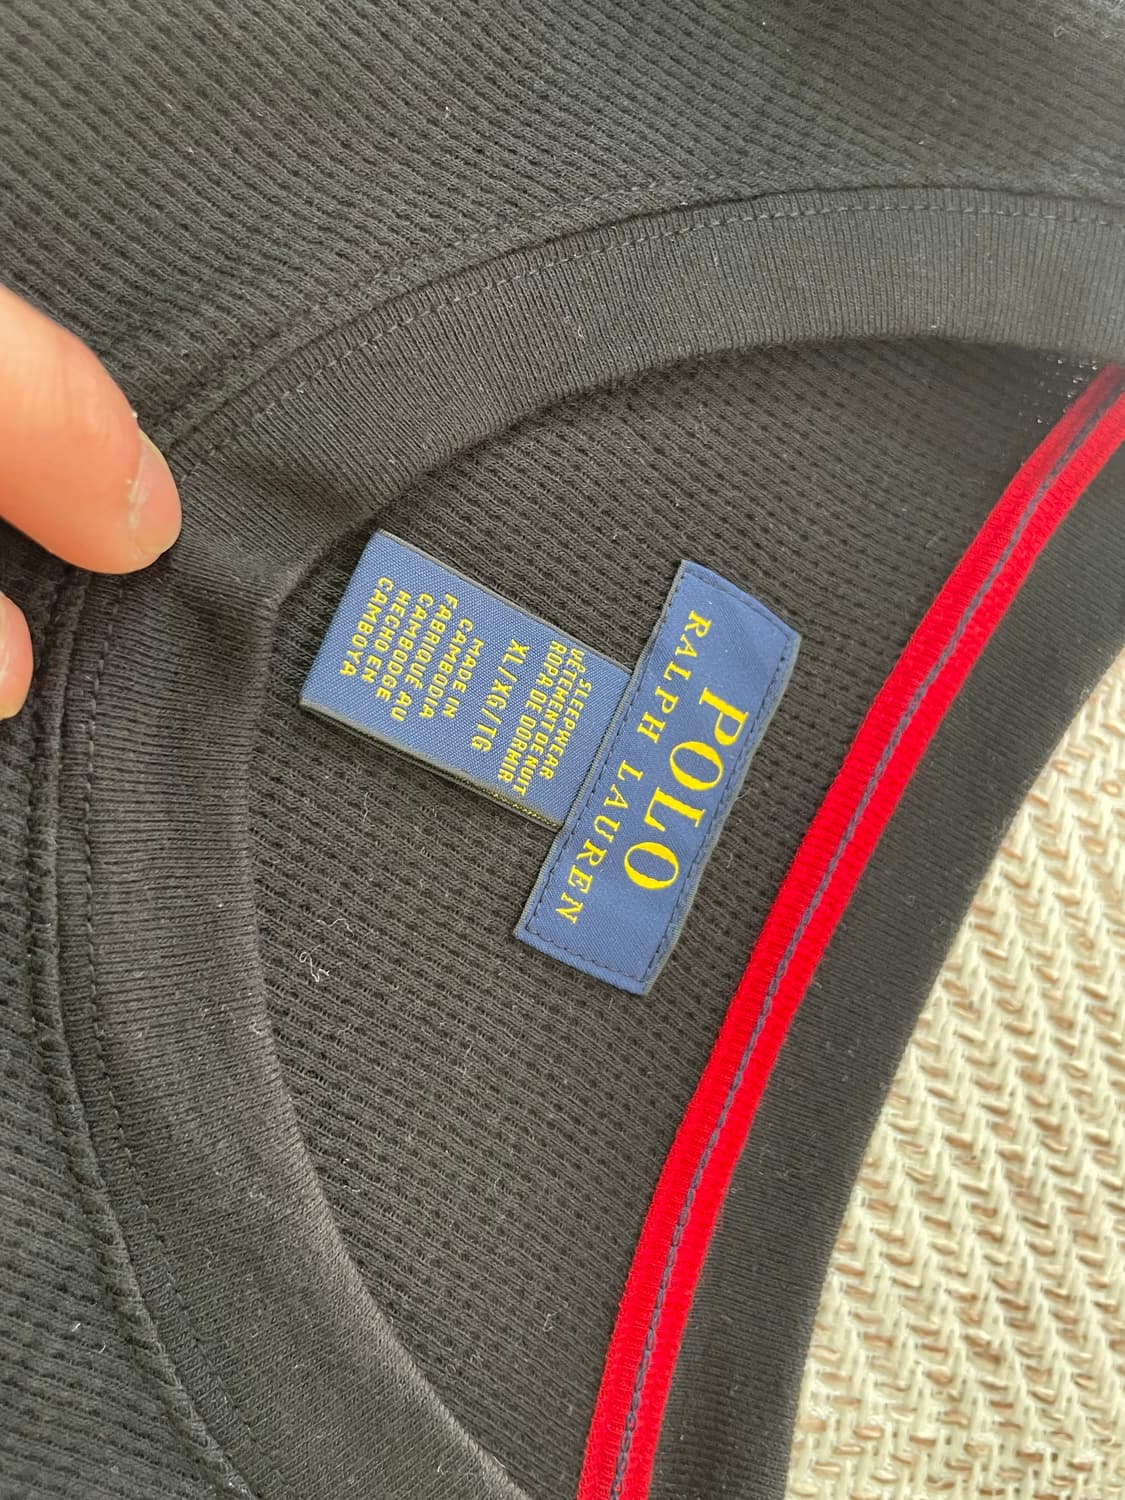 POLO
RALPH LAUREN
SLEEPWEAR
VÊTEMENT DE NUIT
ROPA DE DORMIR
XL / XG / TG
MADE IN
CAMBODIA
FABRIQUÉ AU
CAMBODGE
HECHO EN
CAMBOYA